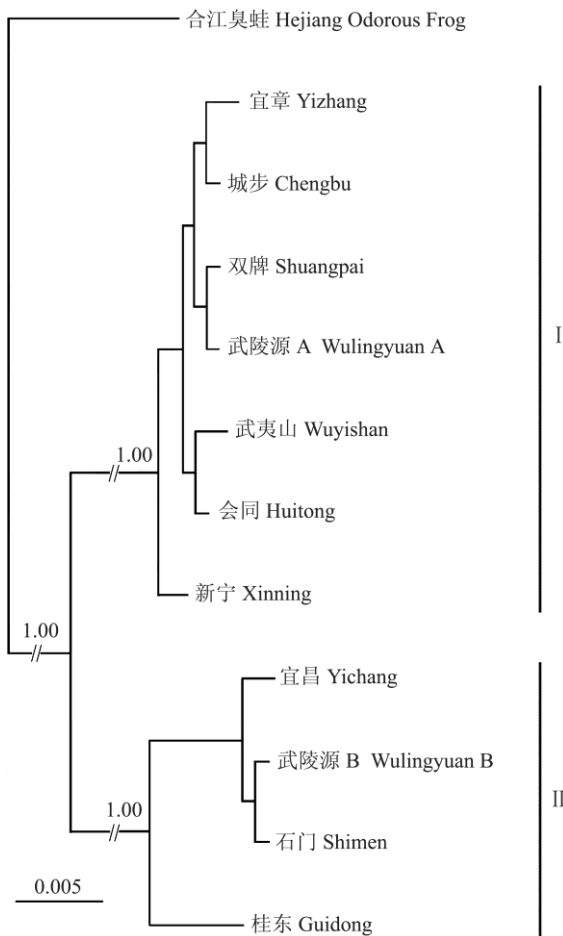 合江臭蛙 Hejiang Odorous Frog
宜章 Yizhang
城步 Chengbu
双牌 Shuangpai
Ⅰ
武陵源 A Wulingyuan A
武夷山 Wuyishan
1.00
会同 Huitong
新宁 Xinning
1.00
宜昌 Yichang
武陵源 B Wulingyuan B
Ⅱ
1.00
石门 Shimen
0.005
桂东 Guidong